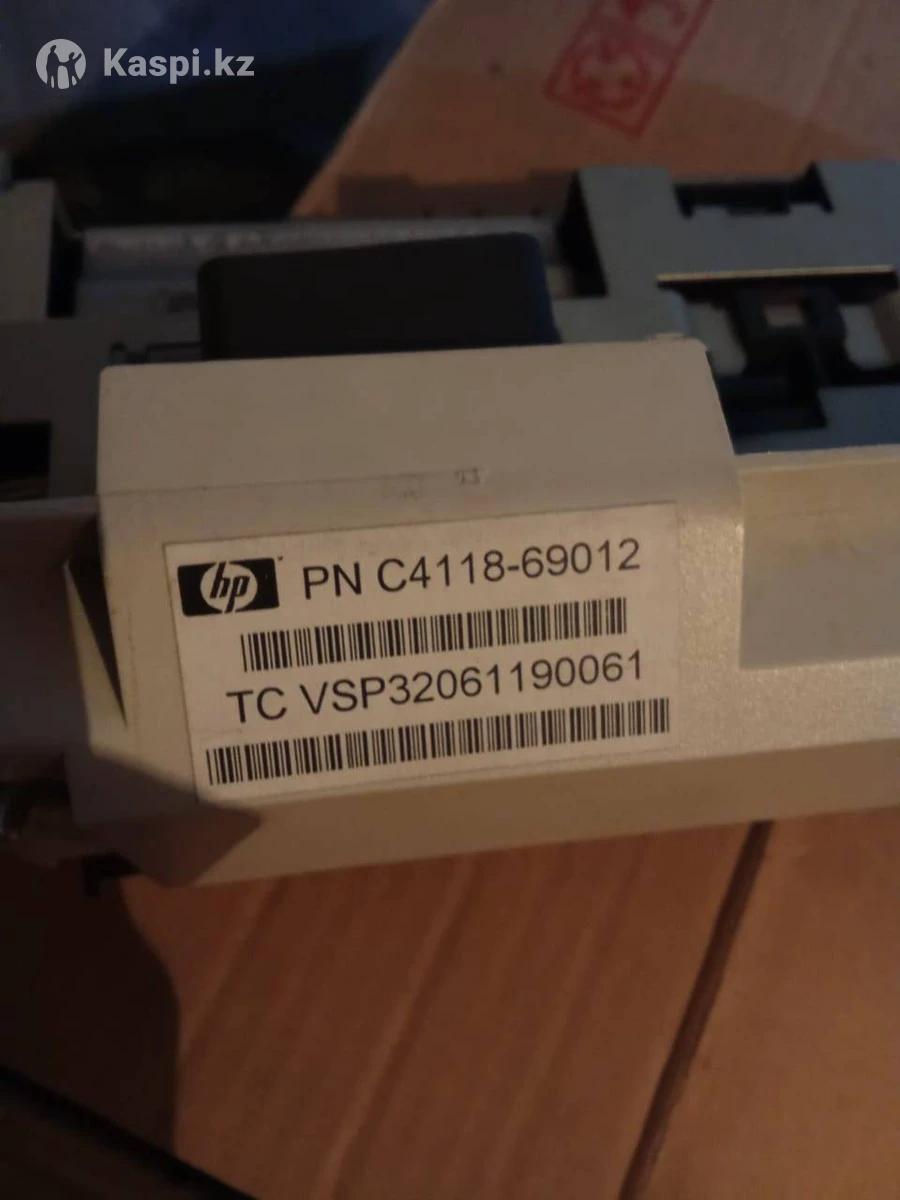 Kaspi.kz
hp PN C4118-69012
TC VSP32061190061